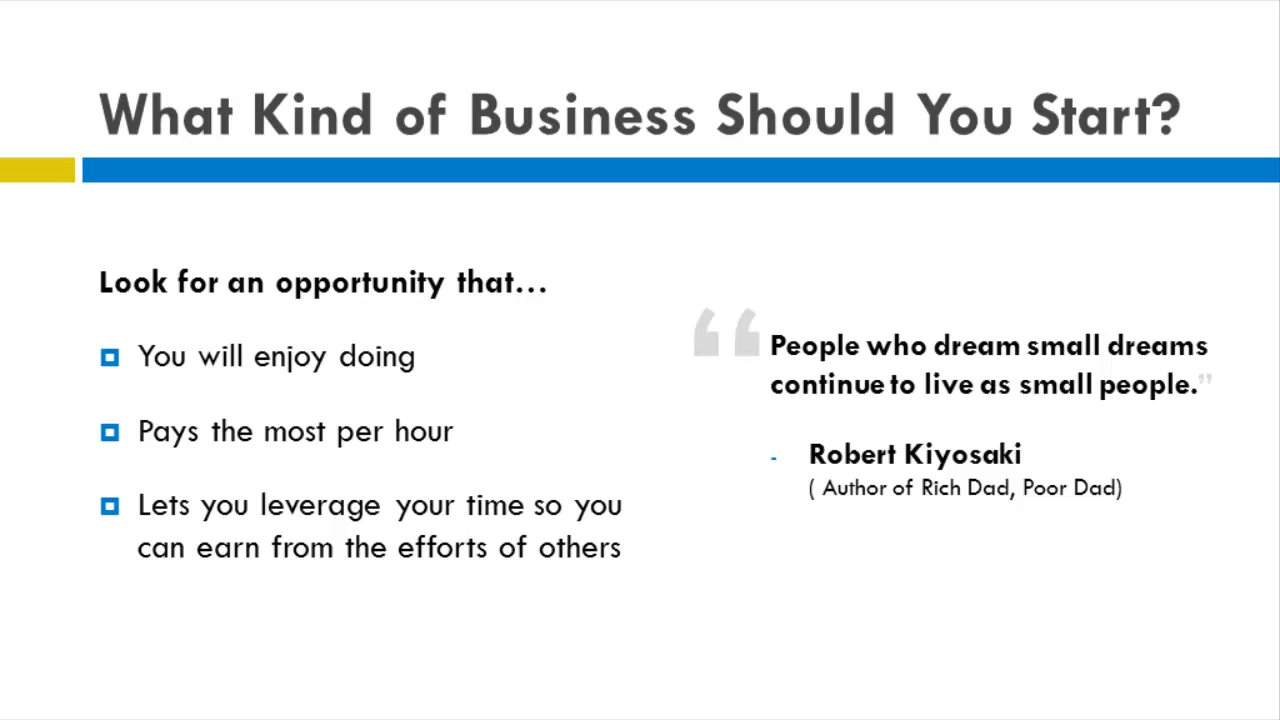 What Kind of Business Should You Start?
Look for an opportunity that...
You will enjoy doing
Pays the most per hour
Lets you leverage your time so you
can earn from the efforts of others
“ People who dream small dreams
continue to live as small people.”
- Robert Kiyosaki
( Author of Rich Dad, Poor Dad)